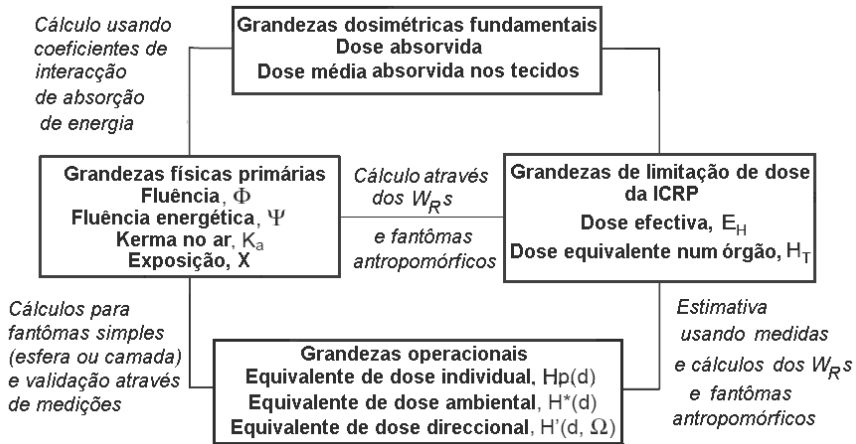 Cálculo usando
coeficientes de
interacção
de absorção
de energia
Grandezas dosimétricas fundamentais
Dose absorvida
Dose média absorvida nos tecidos
Grandezas físicas primárias
Fluência, Φ
Fluência energética, Ψ
Kerma no ar, Ka
Exposição, X
Cálculo através
dos WRs
e fantômas
antropomórficos
Grandezas de limitação de dose
da ICRP
Dose efectiva, EH
Dose equivalente num órgão, HT
Cálculos para
fantômas simples
(esfera ou camada)
e validação através
de medições
Grandezas operacionais
Equivalente de dose individual, Hp(d)
Equivalente de dose ambiental, H*(d)
Equivalente de dose direccional, H'(d, Ω)
Estimativa
usando medidas
e cálculos dos WRs
e fantômas
antropomórficos